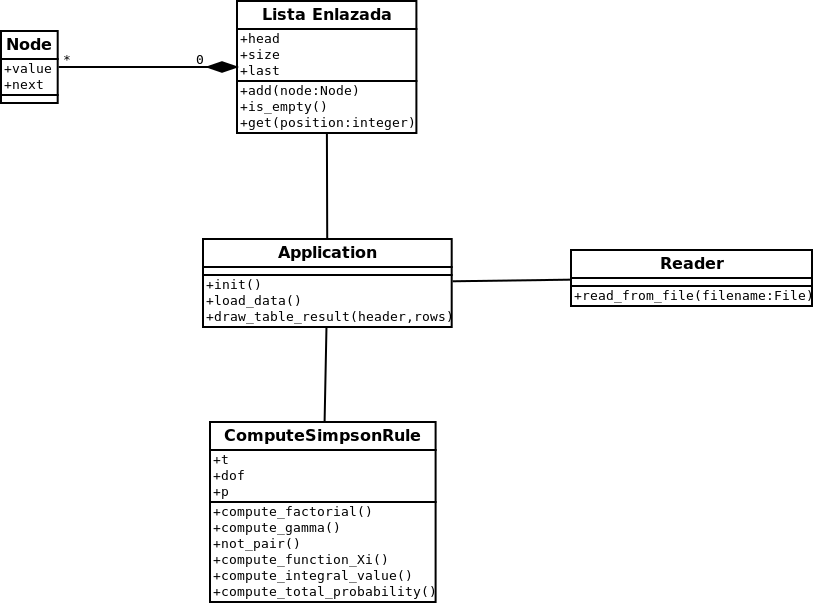 Node
+value
+next
*
0
Lista Enlazada
+head
+size
+last
+add(node:Node)
+is_empty()
+get(position:integer)
Application
+init()
+load_data()
+draw_table_result(header,rows)
Reader
+read_from_file(filename:File)
ComputeSimpsonRule
+t
+dof
+p
+compute_factorial()
+compute_gamma()
+not_pair()
+compute_function_Xi()
+compute_integral_value()
+compute_total_probability()